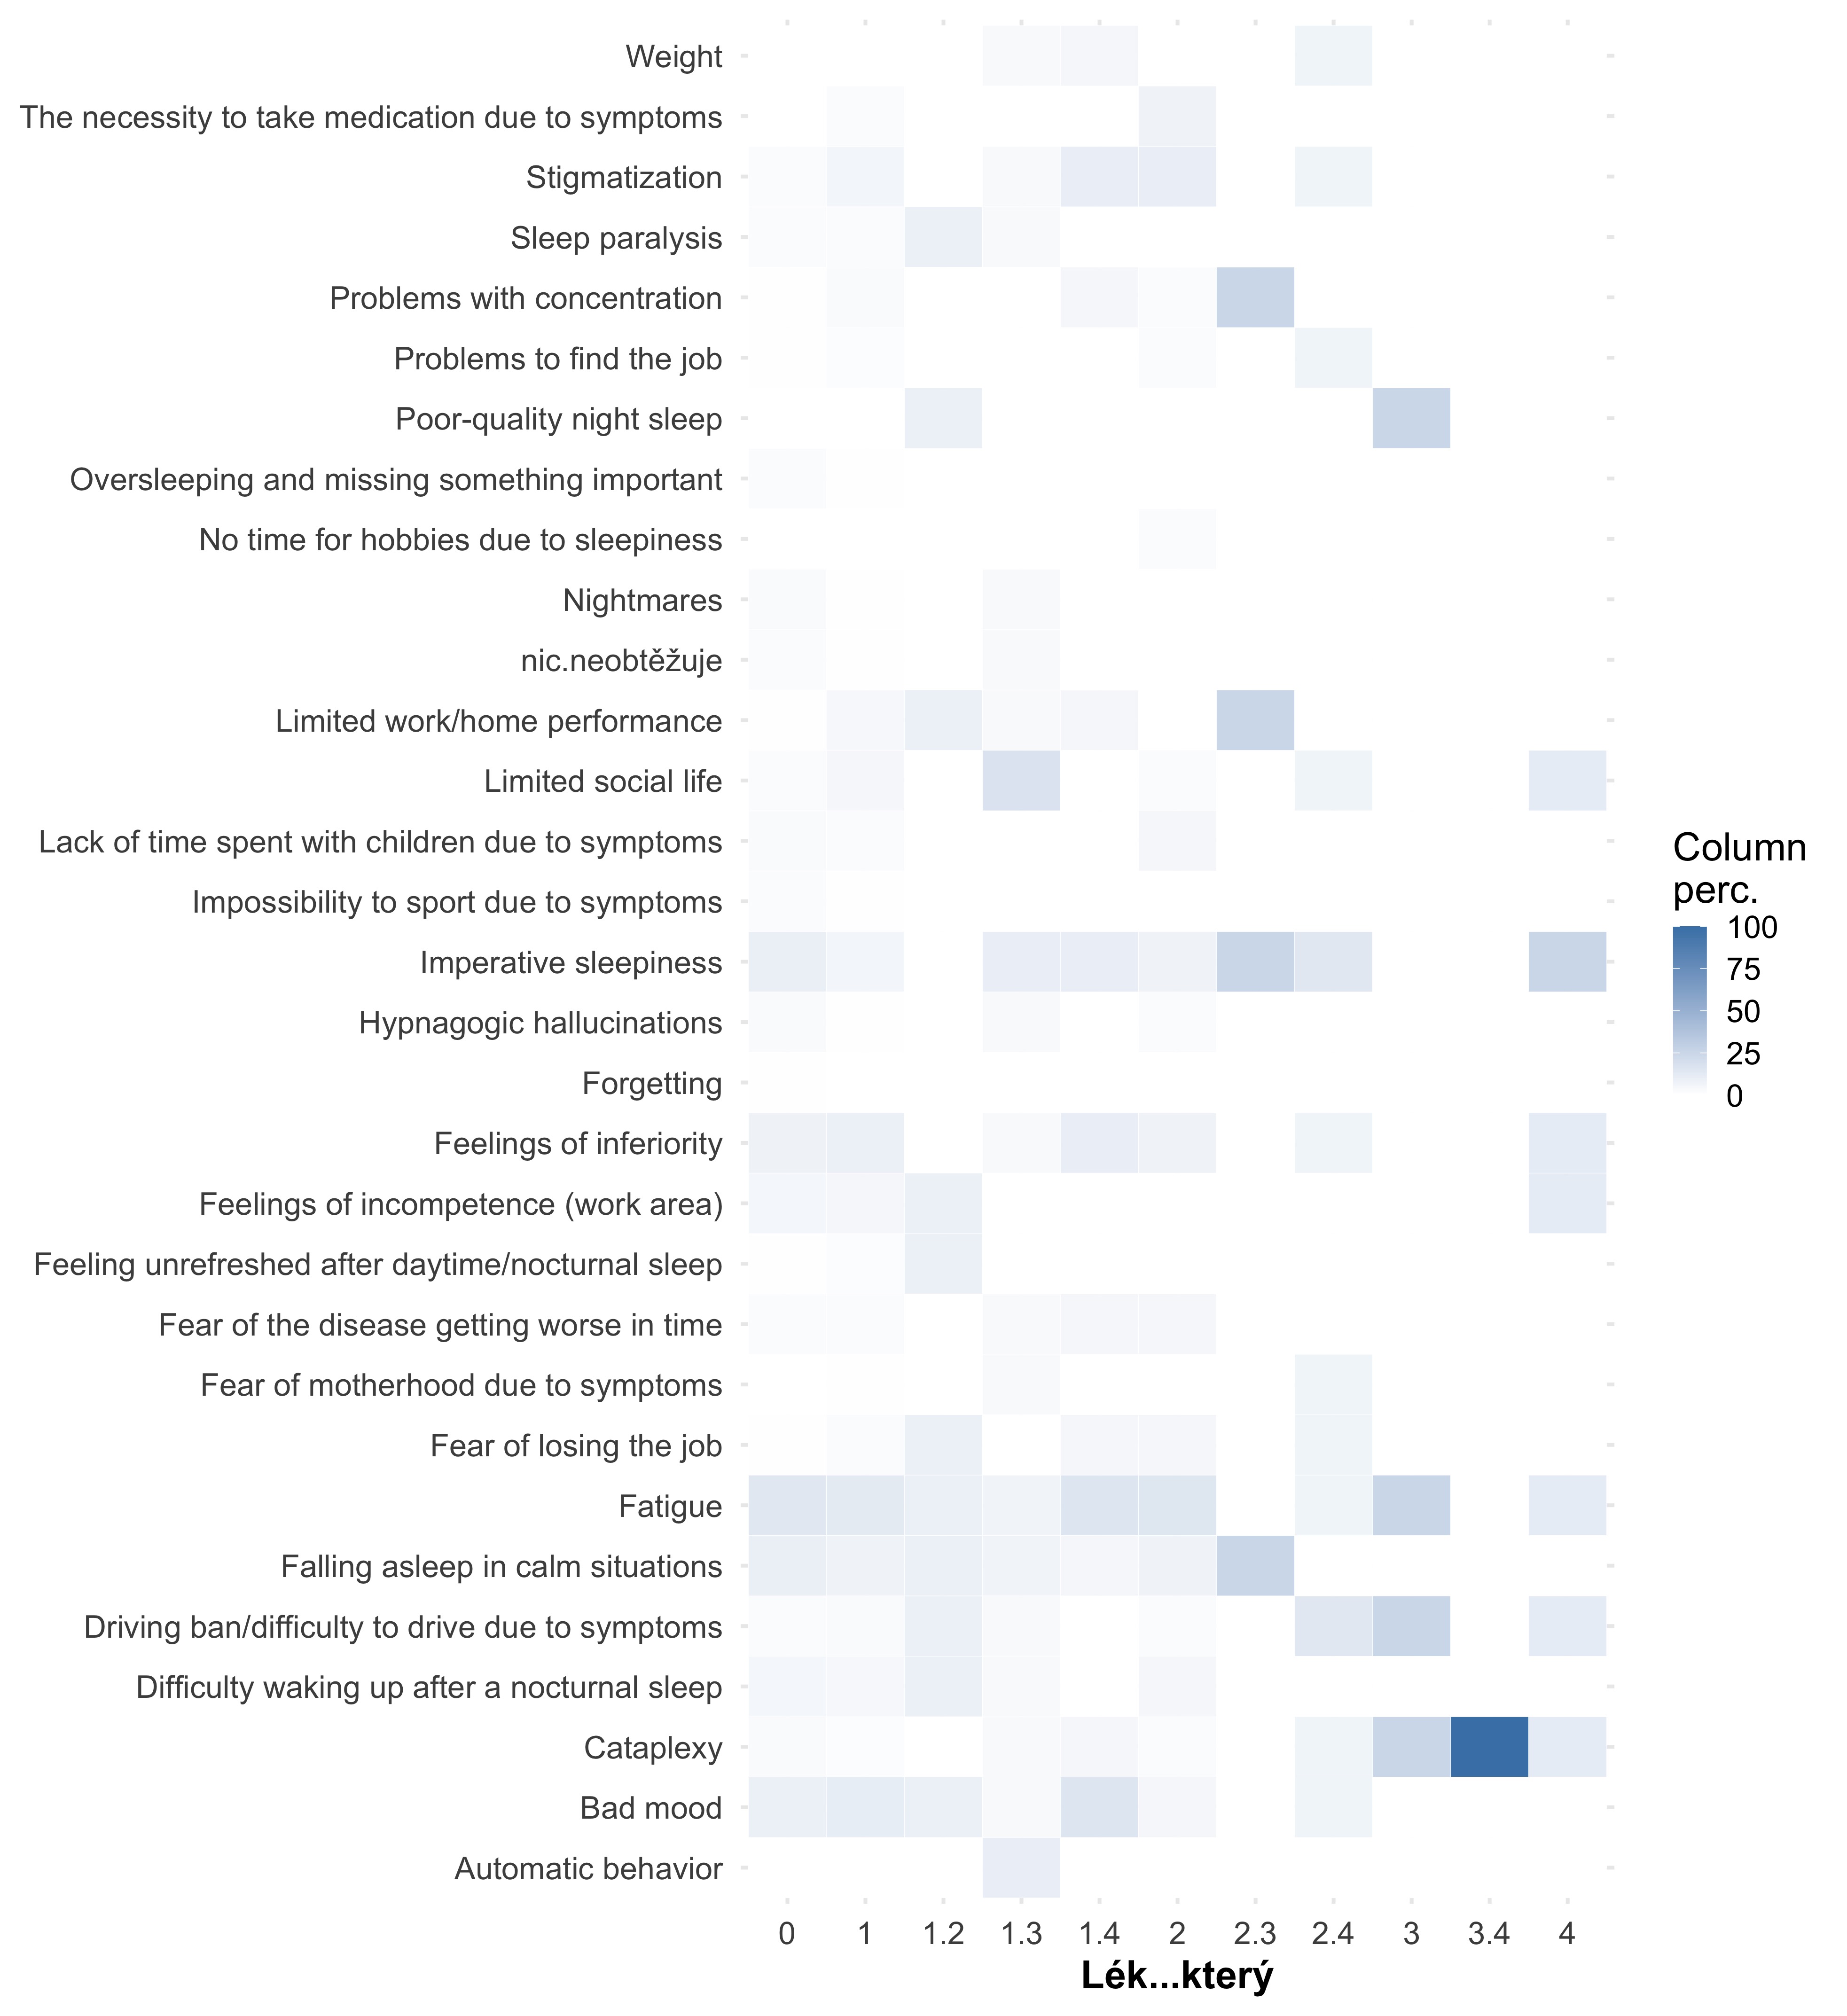 Weight
The necessity to take medication due to symptoms
Stigmatization
Sleep paralysis
Problems with concentration
Problems to find the job
Poor-quality night sleep
Oversleeping and missing something important
No time for hobbies due to sleepiness
Nightmares
nic.neobtěžuje
Limited work/home performance
Limited social life
Lack of time spent with children due to symptoms
Impossibility to sport due to symptoms
Imperative sleepiness
Hypnagogic hallucinations
Forgetting
Feelings of inferiority
Feelings of incompetence (work area)
Feeling unrefreshed after daytime/nocturnal sleep
Fear of the disease getting worse in time
Fear of motherhood due to symptoms
Fear of losing the job
Fatigue
Falling asleep in calm situations
Driving ban/difficulty to drive due to symptoms
Difficulty waking up after a nocturnal sleep
Cataplexy
Bad mood
Automatic behavior
0 1 1.2 1.3 1.4 2 2.3 2.4 3 3.4 4
Lék...který
Column
perc.
100
75
50
25
0